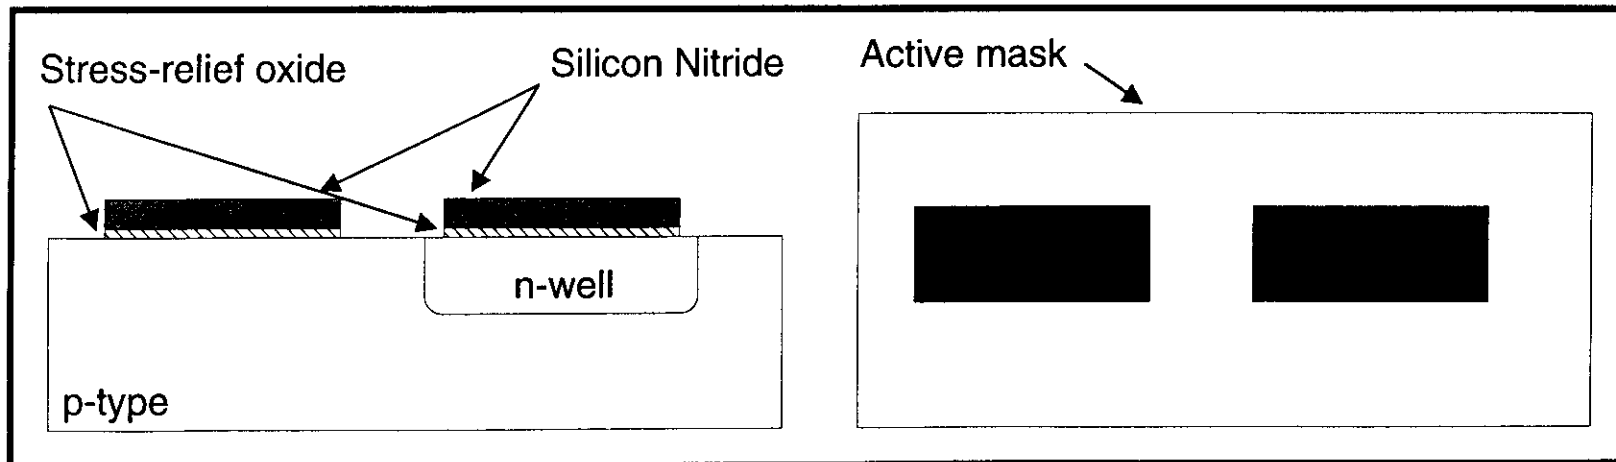 Stress-relief oxide
Silicon Nitride
Active mask
n-well
p-type